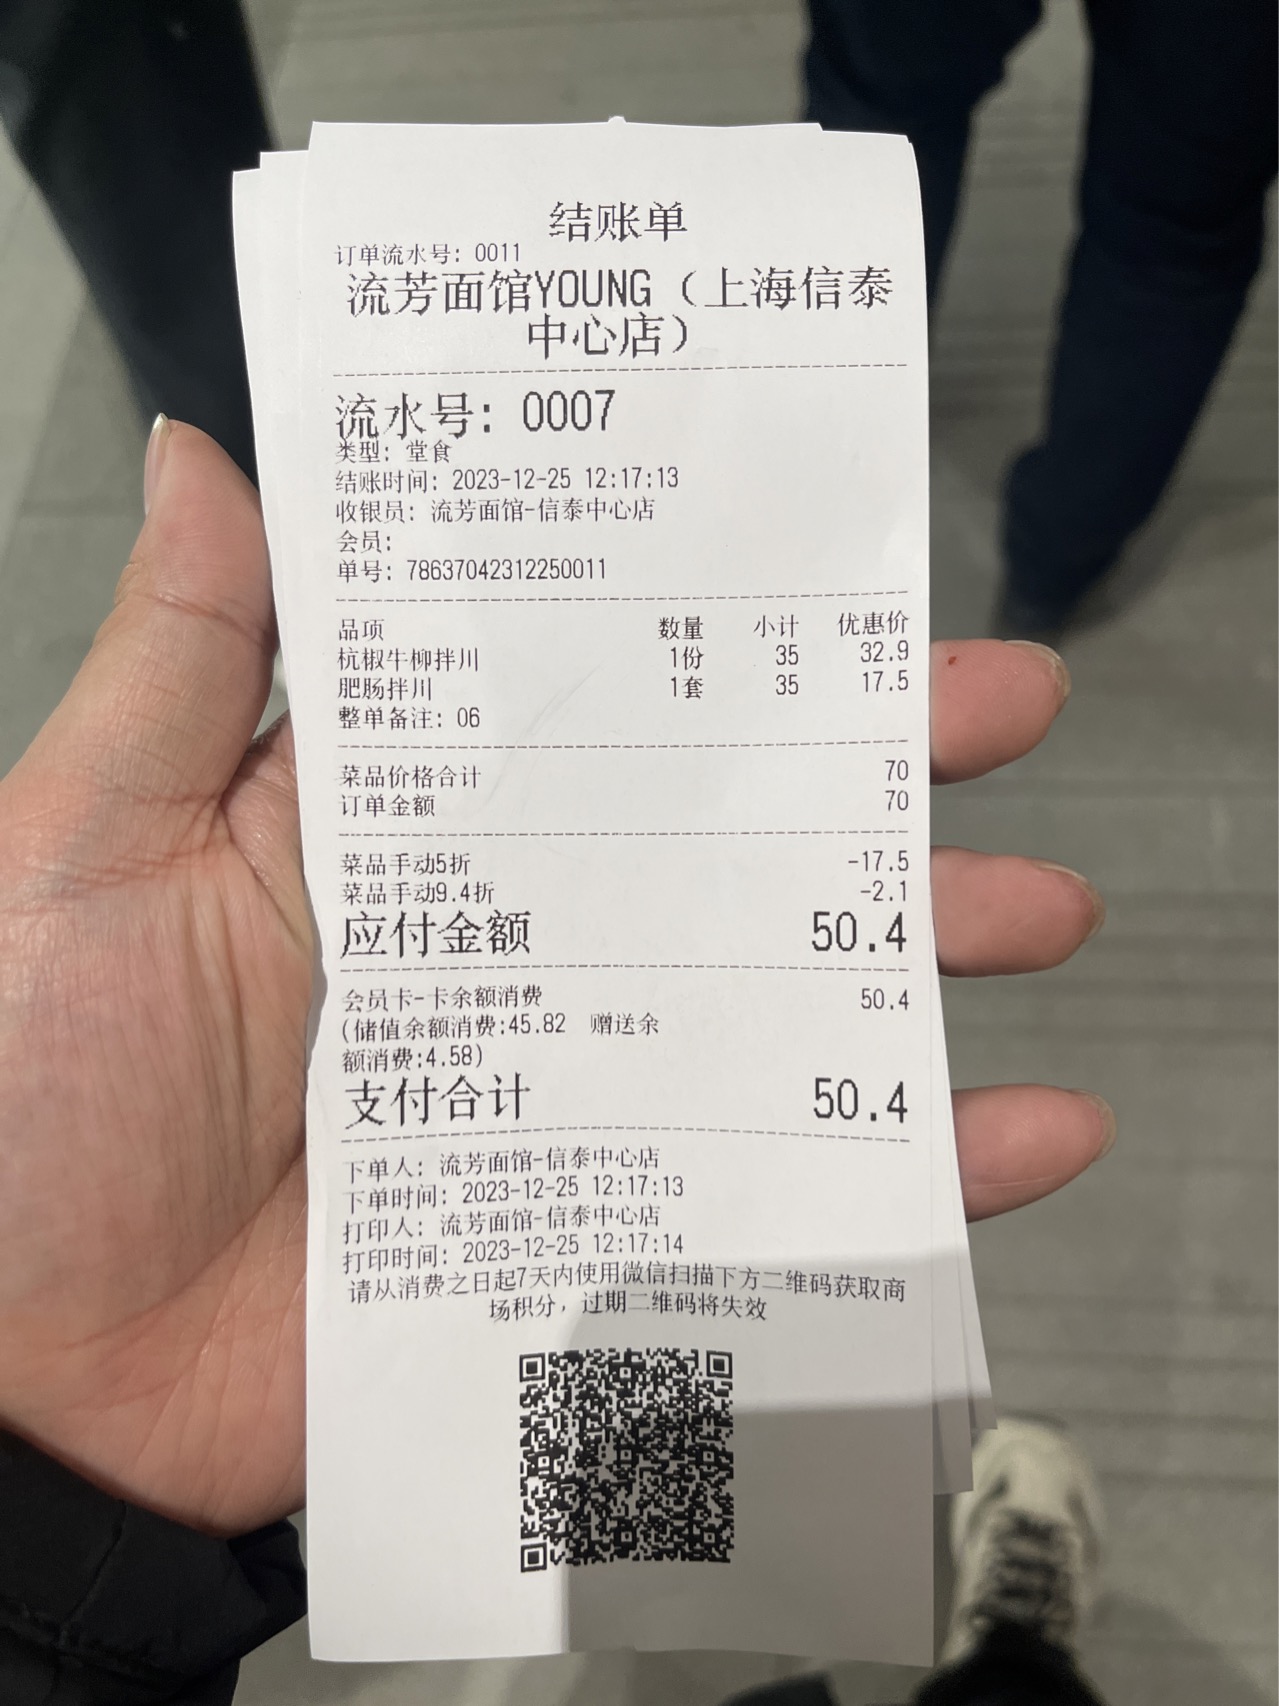 结账单
订单流水号: 0011
流芳面馆YOUNG（上海信泰
中心店）
流水号: 0007
类型: 堂食
结账时间: 2023-12-25 12:17:13
收银员: 流芳面馆-信泰中心店
会员:
单号: 78637042312250011
品项 数量 小计 优惠价
杭椒牛柳拌川 1份 35 32.9
肥肠拌川 1套 35 17.5
整单备注: 06
菜品价格合计 70
订单金额 70
菜品手动5折 -17.5
菜品手动9.4折 -2.1
应付金额 50.4
会员卡-卡余额消费 50.4
(储值余额消费:45.82 赠送余
额消费:4.58)
支付合计 50.4
下单人: 流芳面馆-信泰中心店
下单时间: 2023-12-25 12:17:13
打印人: 流芳面馆-信泰中心店
打印时间: 2023-12-25 12:17:14
请从消费之日起7天内使用微信扫描下方二维码获取商
场积分，过期二维码将失效